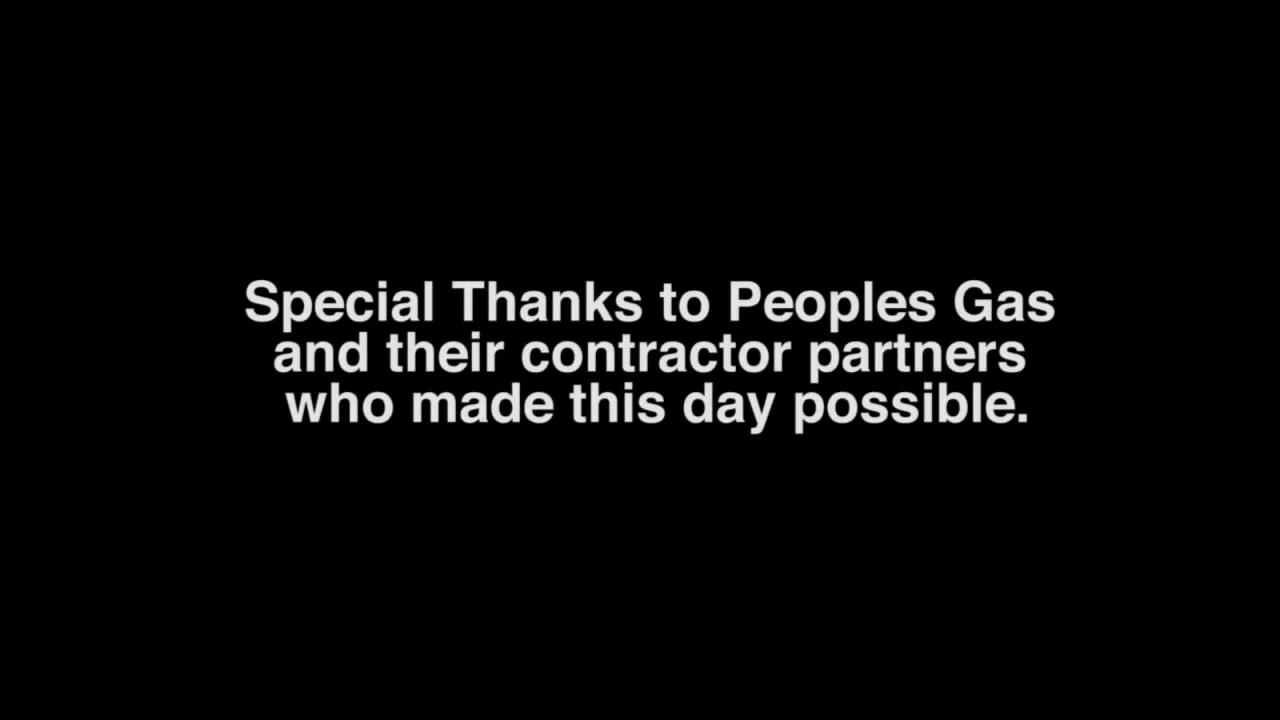 Special Thanks to Peoples Gas
and their contractor partners
who made this day possible.